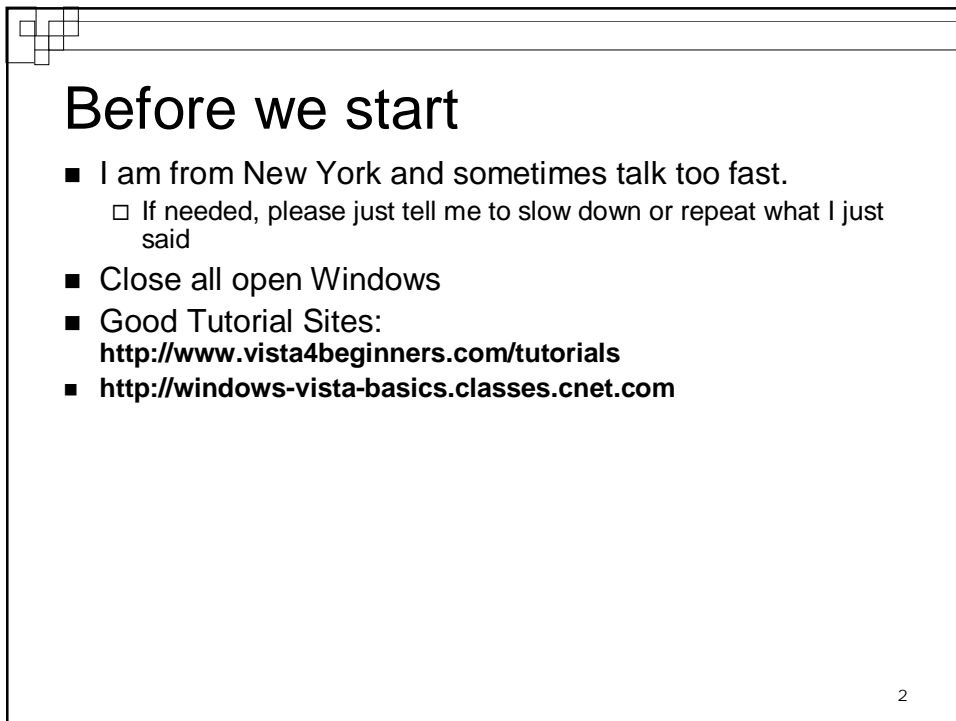 Before we start
I am from New York and sometimes talk too fast.
If needed, please just tell me to slow down or repeat what I just
said
Close all open Windows
Good Tutorial Sites:
http://www.vista4beginners.com/tutorials
http://windows-vista-basics.classes.cnet.com
2